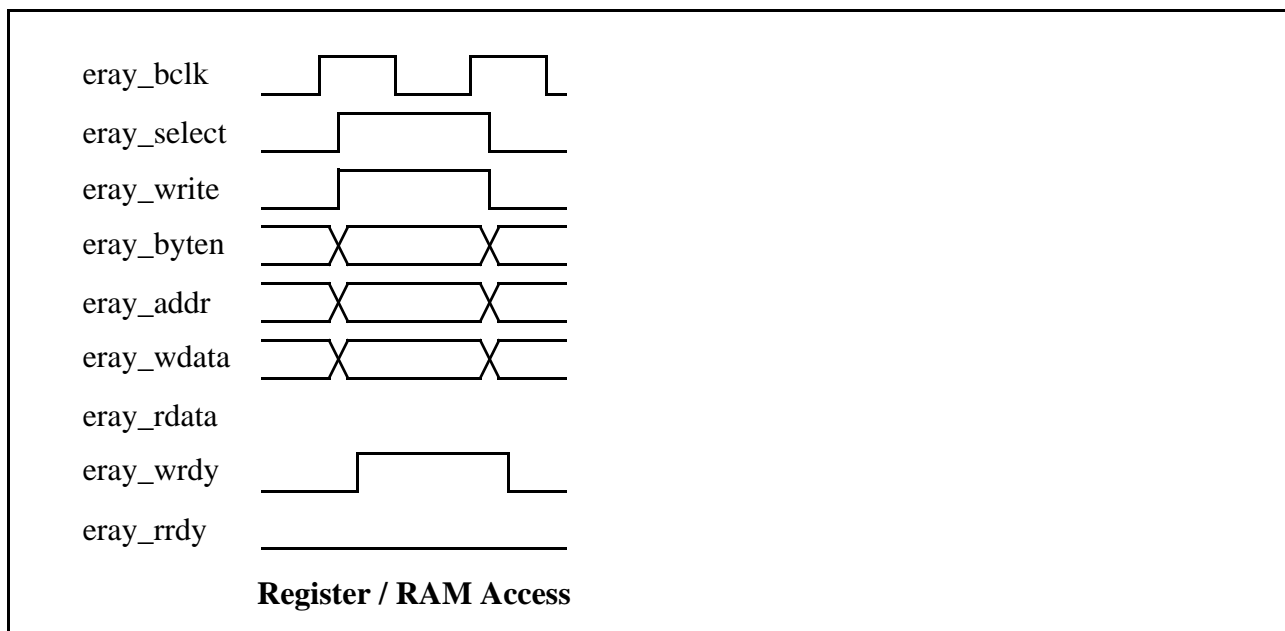 eray_bclk
eray_select
eray_write
eray_byten
eray_addr
eray_wdata
eray_rdata
eray_wrdy
eray_rrdy
Register / RAM Access